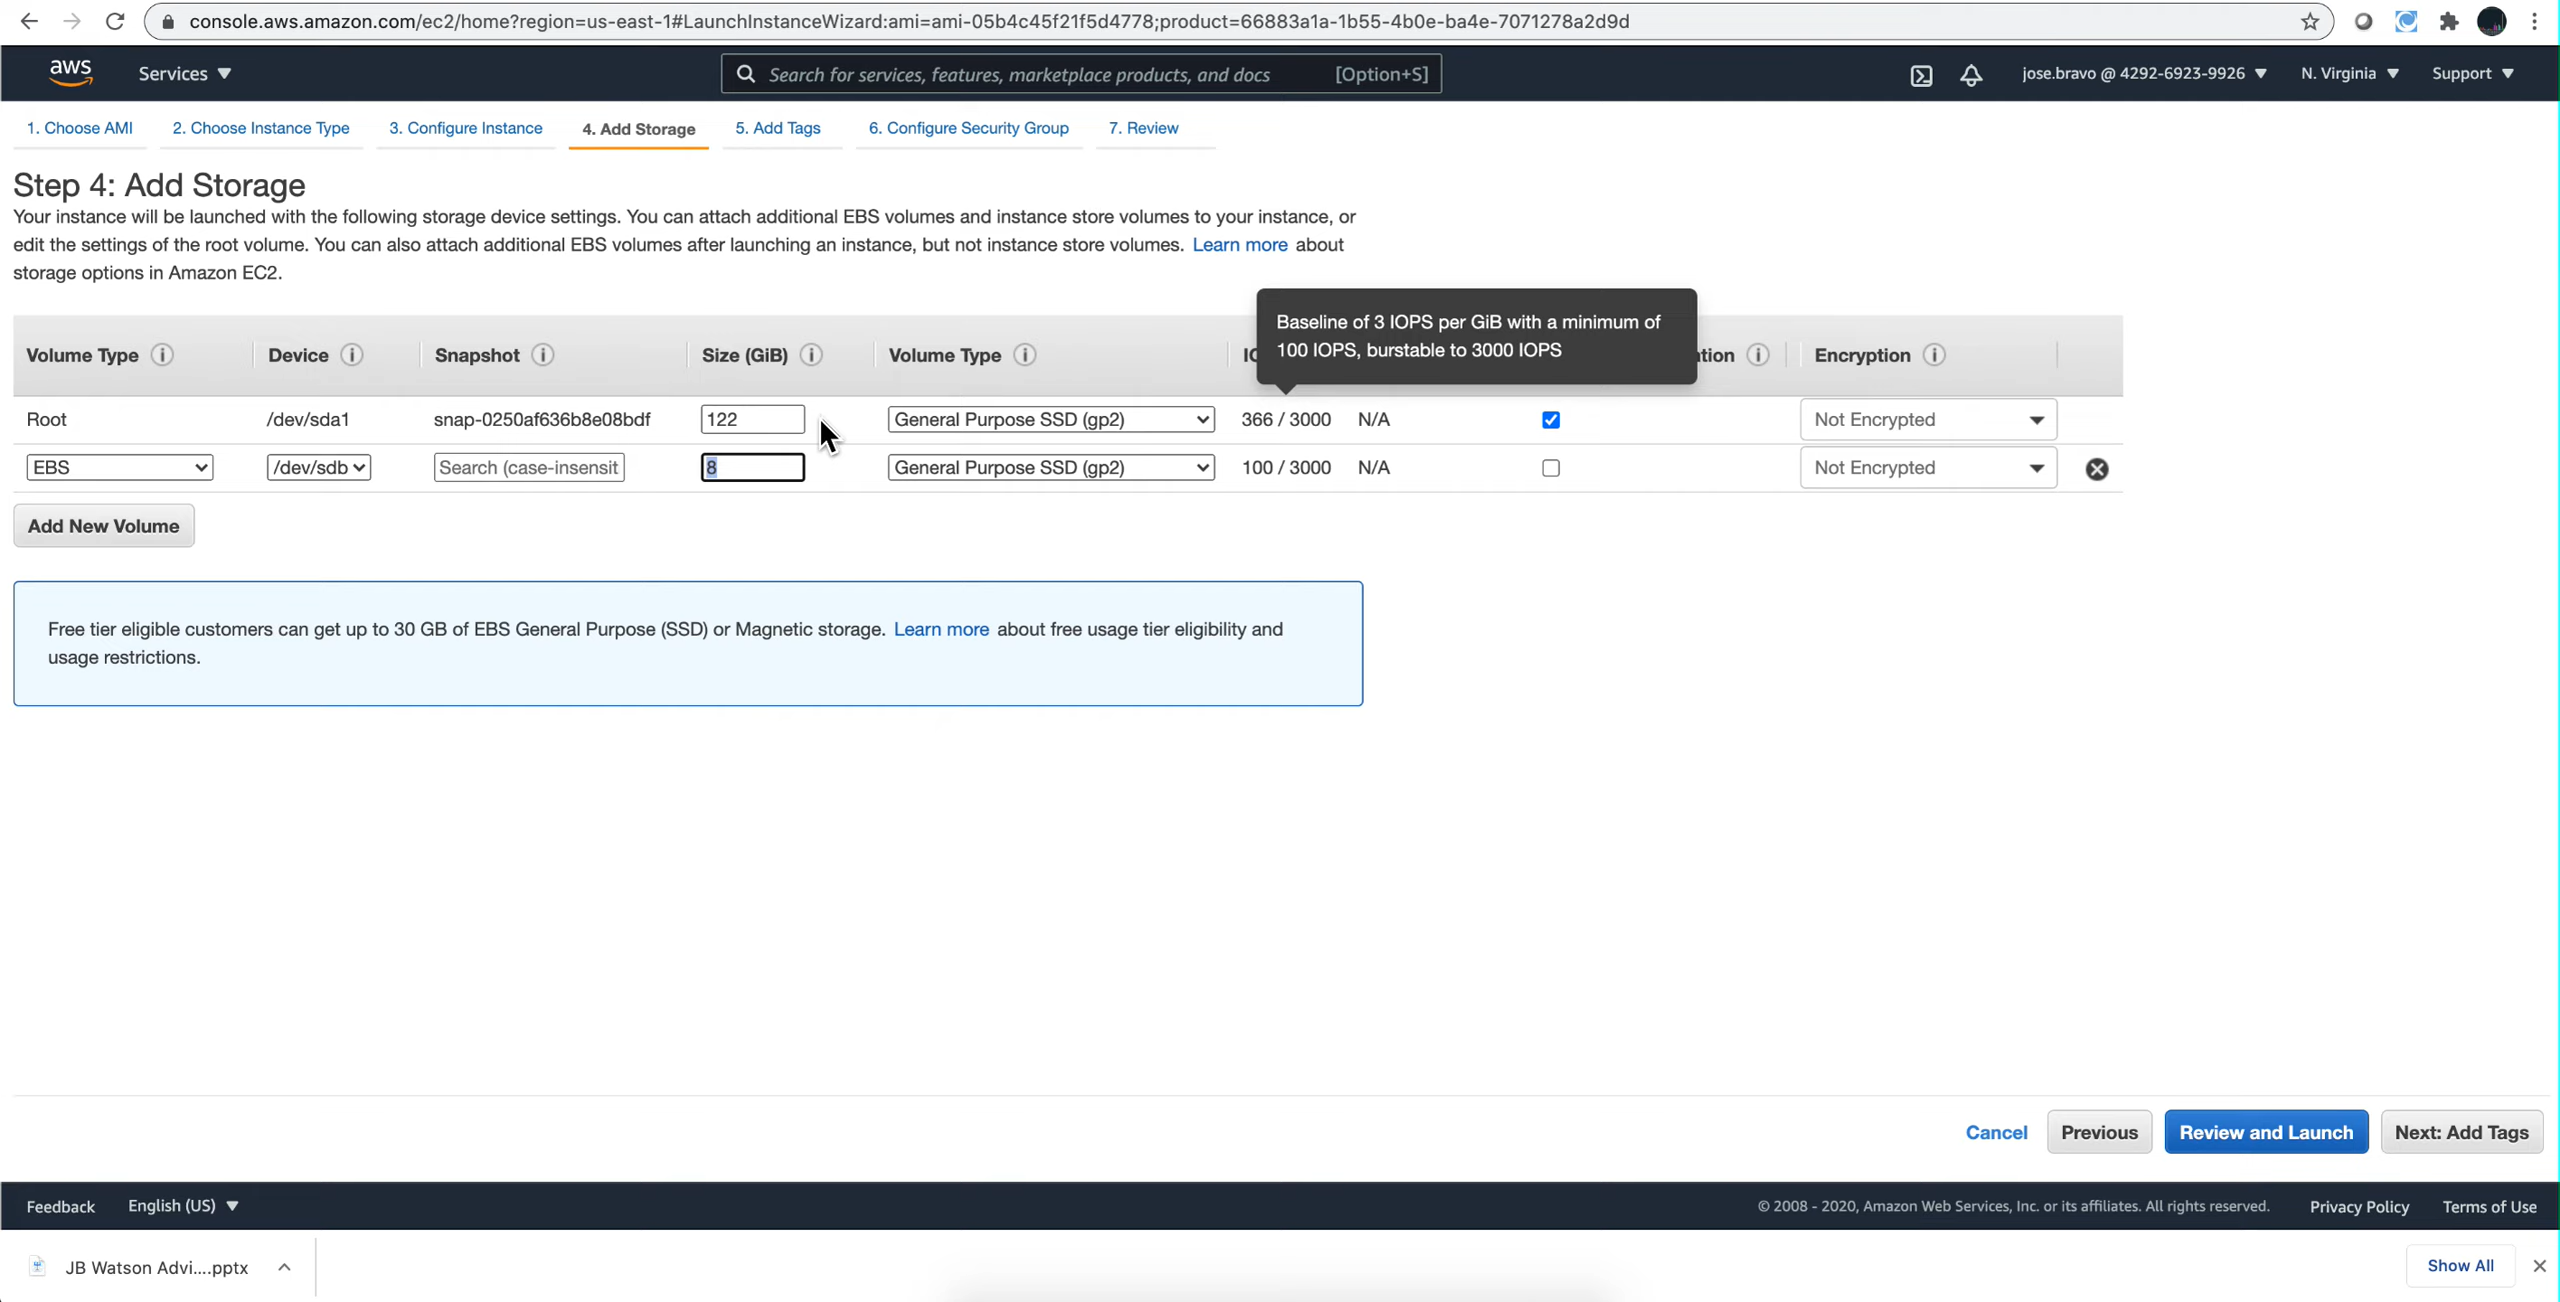 console.aws.amazon.com/ec2/home?region=us-east-1#LaunchInstanceWizard:ami=ami-05b4c45f21f5d4778;product=66883a1a-1b55-4b0e-ba4e-7071278a2d9d
aws Services Search for services, features, marketplace products, and docs [Option+S] jose.bravo @ 4292-6923-9926 N. Virginia Support
1. Choose AMI 2. Choose Instance Type 3. Configure Instance 4. Add Storage 5. Add Tags 6. Configure Security Group 7. Review
Step 4: Add Storage
Your instance will be launched with the following storage device settings. You can attach additional EBS volumes and instance store volumes to your instance, or
edit the settings of the root volume. You can also attach additional EBS volumes after launching an instance, but not instance store volumes. Learn more about
storage options in Amazon EC2.
Baseline of 3 IOPS per GiB with a minimum of
100 IOPS, burstable to 3000 IOPS
Volume Type Device Snapshot Size (GiB) Volume Type Encryption
Root /dev/sda1 snap-0250af636b8e08bdf 122 General Purpose SSD (gp2) 366 / 3000 N/A Not Encrypted
EBS /dev/sdb Search (case-insensit 8 General Purpose SSD (gp2) 100 / 3000 N/A Not Encrypted
Add New Volume
Free tier eligible customers can get up to 30 GB of EBS General Purpose (SSD) or Magnetic storage. Learn more about free usage tier eligibility and
usage restrictions.
Cancel Previous Review and Launch Next: Add Tags
Feedback English (US) © 2008 - 2020, Amazon Web Services, Inc. or its affiliates. All rights reserved. Privacy Policy Terms of Use
JB Watson Advi....pptx Show All